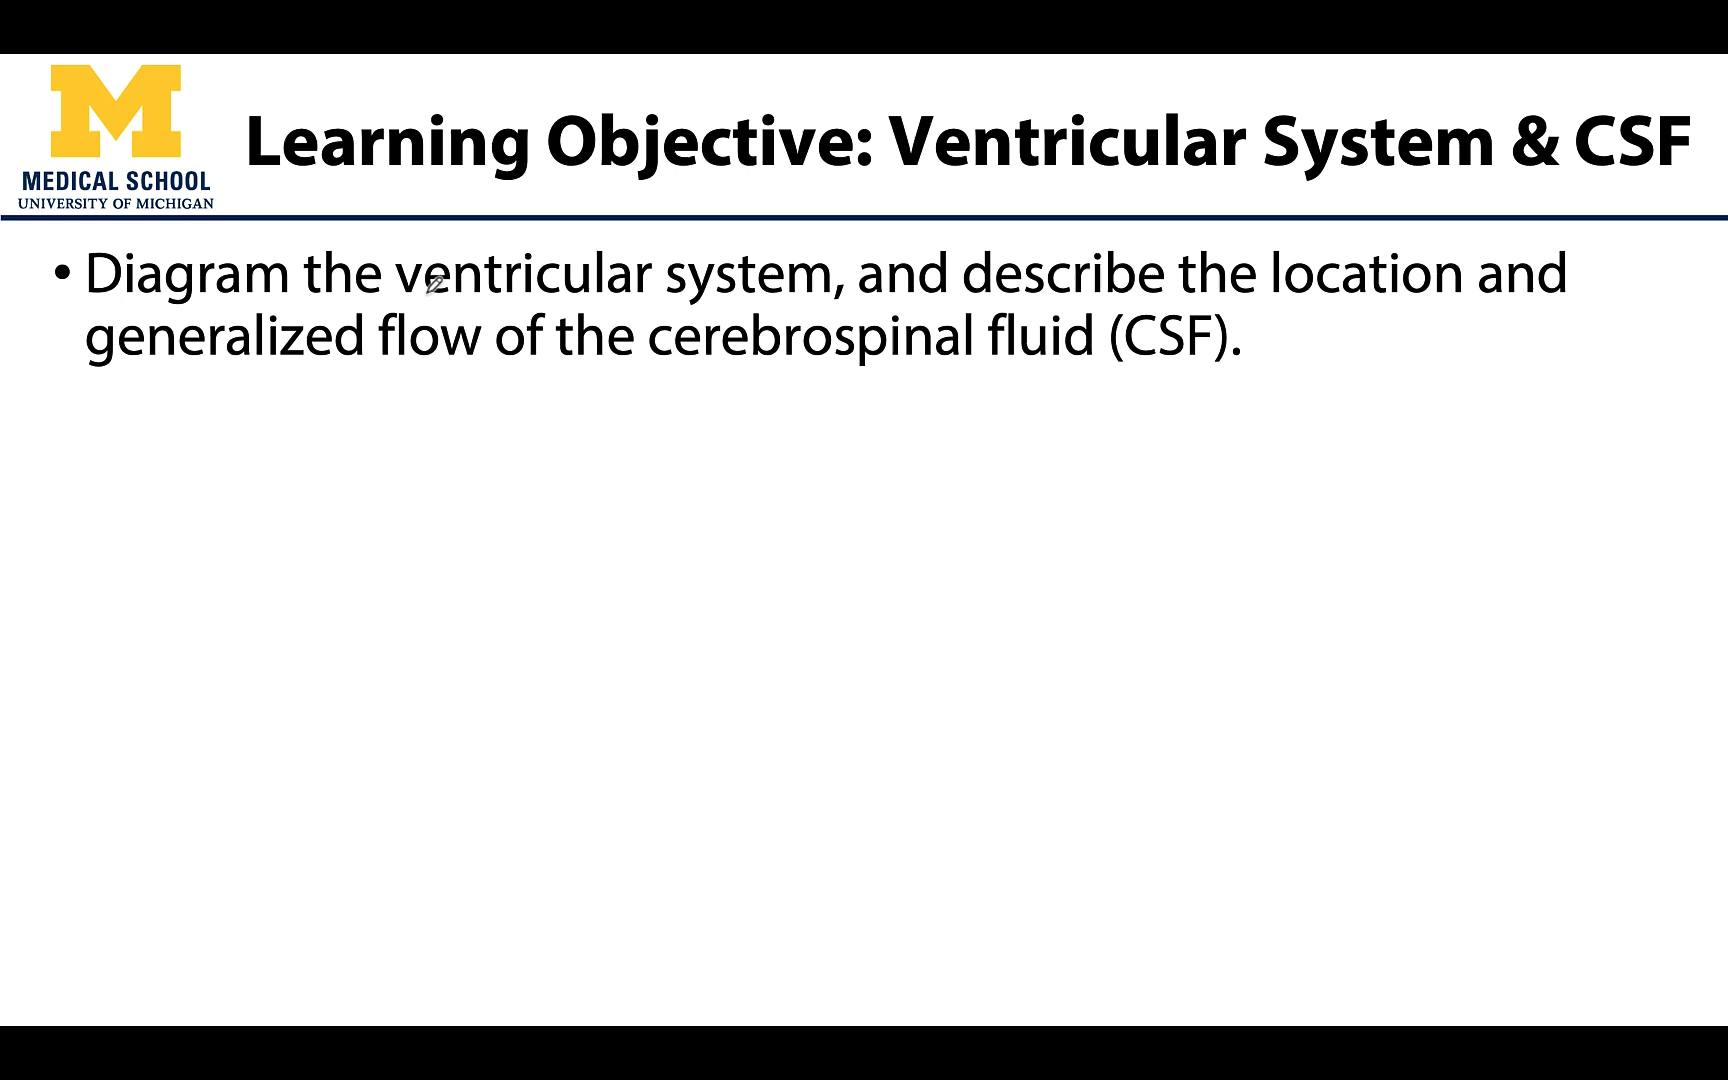 M
MEDICAL SCHOOL
UNIVERSITY OF MICHIGAN
Learning Objective: Ventricular System & CSF
• Diagram the ventricular system, and describe the location and
generalized flow of the cerebrospinal fluid (CSF).